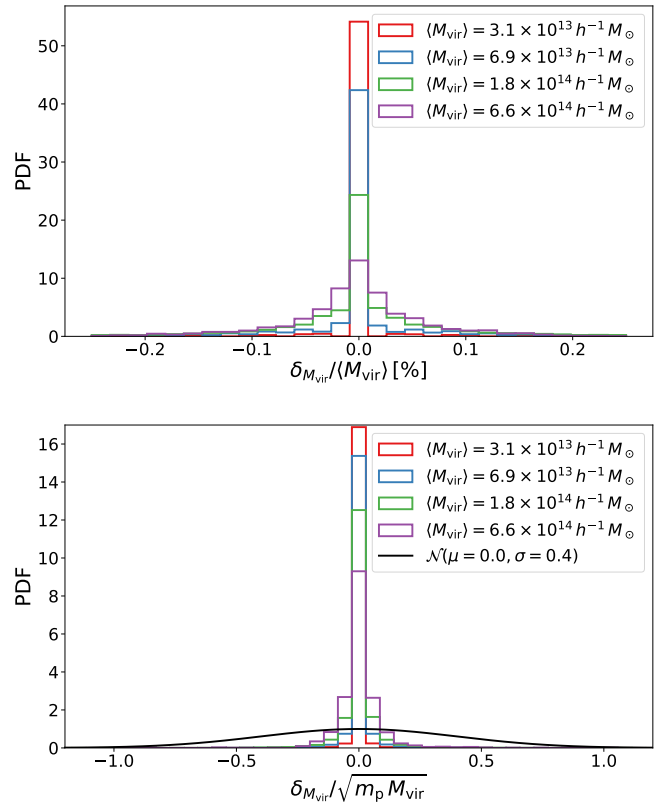 50
40
30
20
10
0
PDF
⟨M_vir⟩ = 3.1 × 10^13 h^−1 M_⊙
⟨M_vir⟩ = 6.9 × 10^13 h^−1 M_⊙
⟨M_vir⟩ = 1.8 × 10^14 h^−1 M_⊙
⟨M_vir⟩ = 6.6 × 10^14 h^−1 M_⊙
−0.2 −0.1 0.0 0.1 0.2
δ_M_vir/⟨M_vir⟩ [%]
16
14
12
10
8
6
4
2
0
PDF
⟨M_vir⟩ = 3.1 × 10^13 h^−1 M_⊙
⟨M_vir⟩ = 6.9 × 10^13 h^−1 M_⊙
⟨M_vir⟩ = 1.8 × 10^14 h^−1 M_⊙
⟨M_vir⟩ = 6.6 × 10^14 h^−1 M_⊙
𝒩(μ = 0.0, σ = 0.4)
−1.0 −0.5 0.0 0.5 1.0
δ_M_vir/√(m_p M_vir)